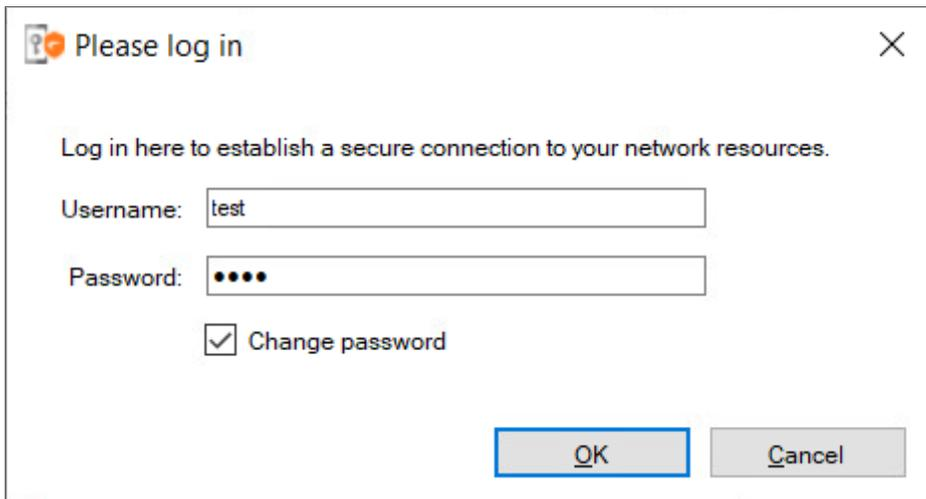 Please log in
Log in here to establish a secure connection to your network resources.
Username: test
Password: ••••
Change password
OK Cancel